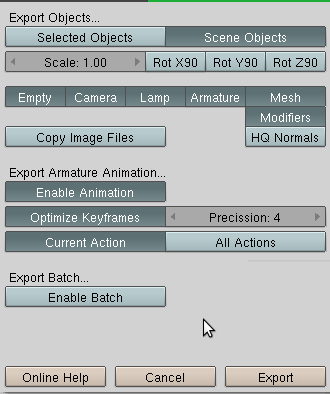 Export Objects...
Selected Objects Scene Objects
Scale: 1.00 Rot X90 Rot Y90 Rot Z90
Empty Camera Lamp Armature Mesh
Modifiers
Copy Image Files HQ Normals
Export Armature Animation...
Enable Animation
Optimize Keyframes Precission: 4
Current Action All Actions
Export Batch...
Enable Batch
Online Help Cancel Export